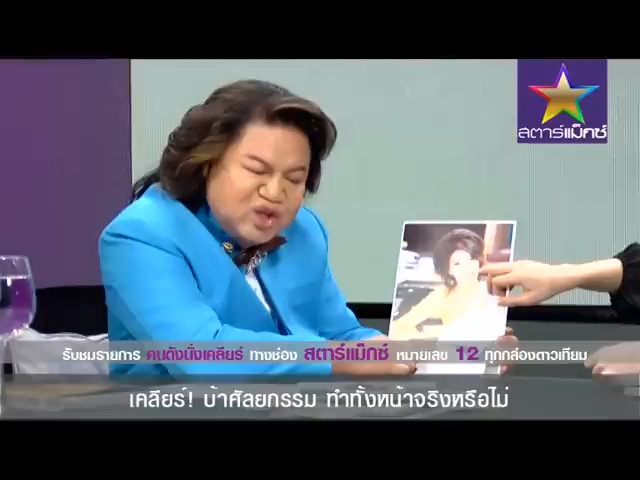 สตาร์แม็กซ์
รับชมรายการ คนดังนั่งเคลียร์ ทางช่อง สตาร์แม็กซ์ หมายเลข 12 ทุกกล่องดาวเทียม
เคลียร์! บ้าศัลยกรรม ทำทั้งหน้าจริงหรือไม่